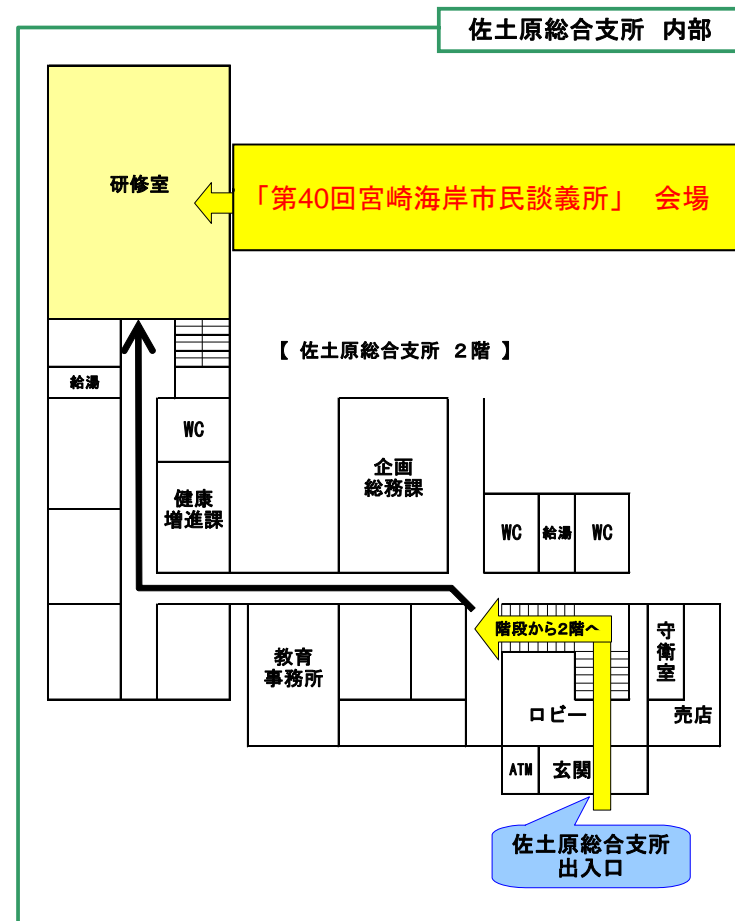 佐土原総合支所 内部
研修室
「第40回宮崎海岸市民談義所」 会場
【 佐土原総合支所 2階 】
給湯
WC
健康
増進課
企画
総務課
WC
給湯
WC
階段から2階へ
教育
事務所
守
衛
室
ロビー
売店
ATM
玄関
佐土原総合支所
出入口